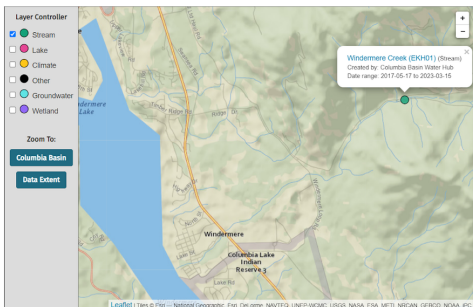 Layer Controller
Stream
Lake
Climate
Other
Groundwater
Wetland
Zoom To:
Columbia Basin
Data Extent
+
−
Windermere Creek (EKH01) (Stream)
Created by: Columbia Basin Water Hub
Date range: 2017-05-17 to 2023-03-15
×
dermere
Lake
Windermere
Columbia Lake
Indian
Reserve 3
Leaflet | Tiles © Esri — National Geographic, Esri, DeLorme, NAVTEQ, UNEP-WCMC, USGS, NASA, ESA, METI, NRCAN, GEBCO, NOAA, iPC